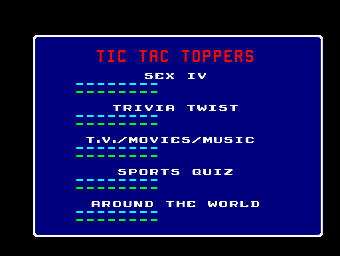 TIC TAC TOPPERS
SEX IV
--------
--------
TRIVIA TWIST
--------
--------
T.V./MOVIES/MUSIC
--------
--------
SPORTS QUIZ
--------
--------
AROUND THE WORLD
--------
--------